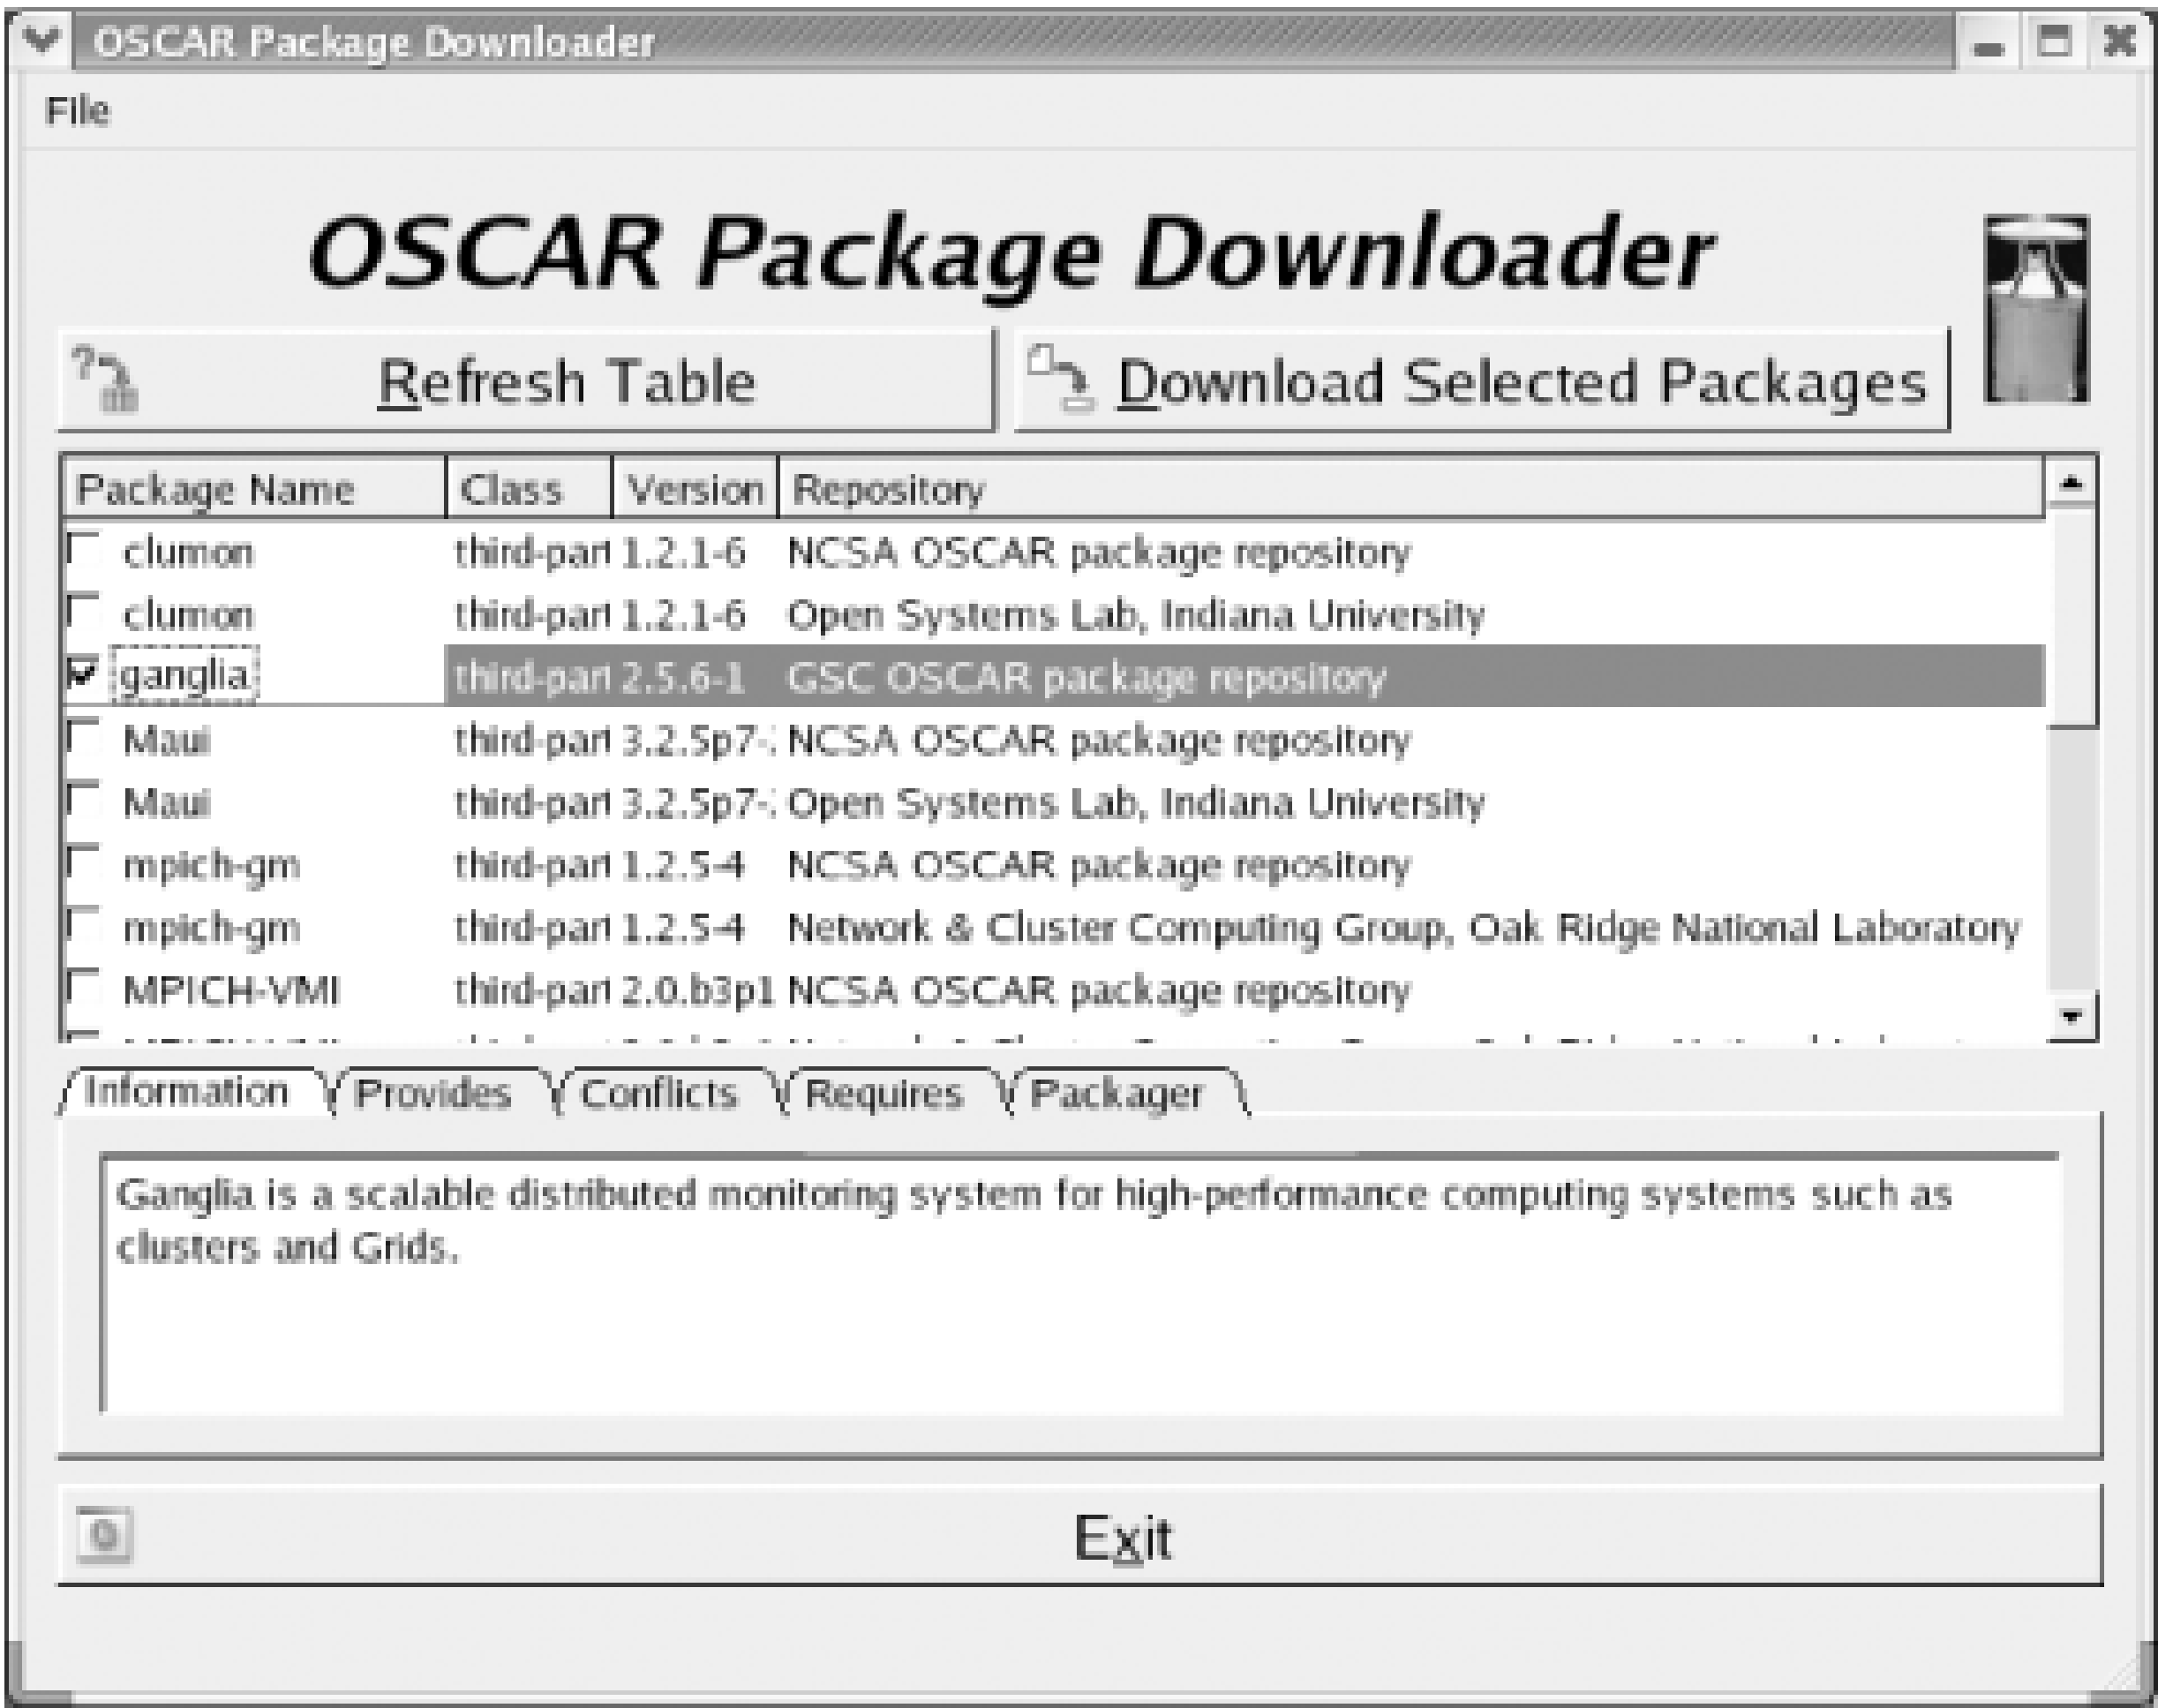 OSCAR Package Downloader
File
OSCAR Package Downloader
Refresh Table Download Selected Packages
Package Name Class Version Repository
clumon third-part 1.2.1-6 NCSA OSCAR package repository
clumon third-part 1.2.1-6 Open Systems Lab, Indiana University
ganglia third-part 2.5.6-1 GSC OSCAR package repository
Maui third-part 3.2.5p7- NCSA OSCAR package repository
Maui third-part 3.2.5p7- Open Systems Lab, Indiana University
mpich-gm third-part 1.2.5-4 NCSA OSCAR package repository
mpich-gm third-part 1.2.5-4 Network & Cluster Computing Group, Oak Ridge National Laboratory
MPICH-VMI third-part 2.0.b3p1 NCSA OSCAR package repository
Information Provides Conflicts Requires Packager
Ganglia is a scalable distributed monitoring system for high-performance computing systems such as
clusters and Grids.
Exit